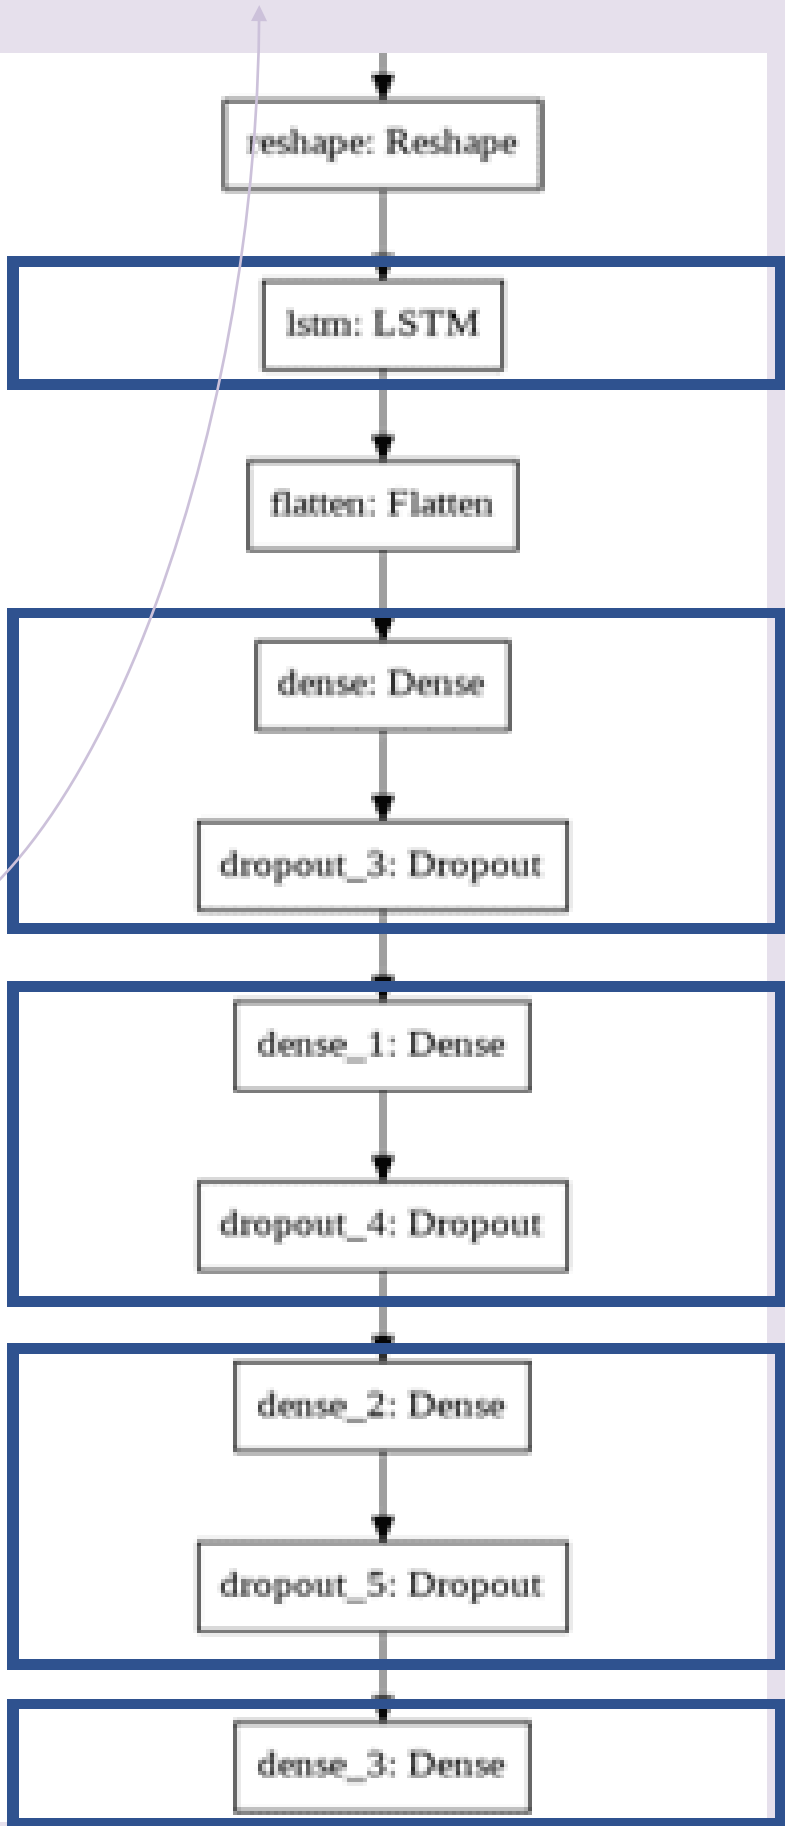 reshape: Reshape
lstm: LSTM
flatten: Flatten
dense: Dense
dropout_3: Dropout
dense_1: Dense
dropout_4: Dropout
dense_2: Dense
dropout_5: Dropout
dense_3: Dense